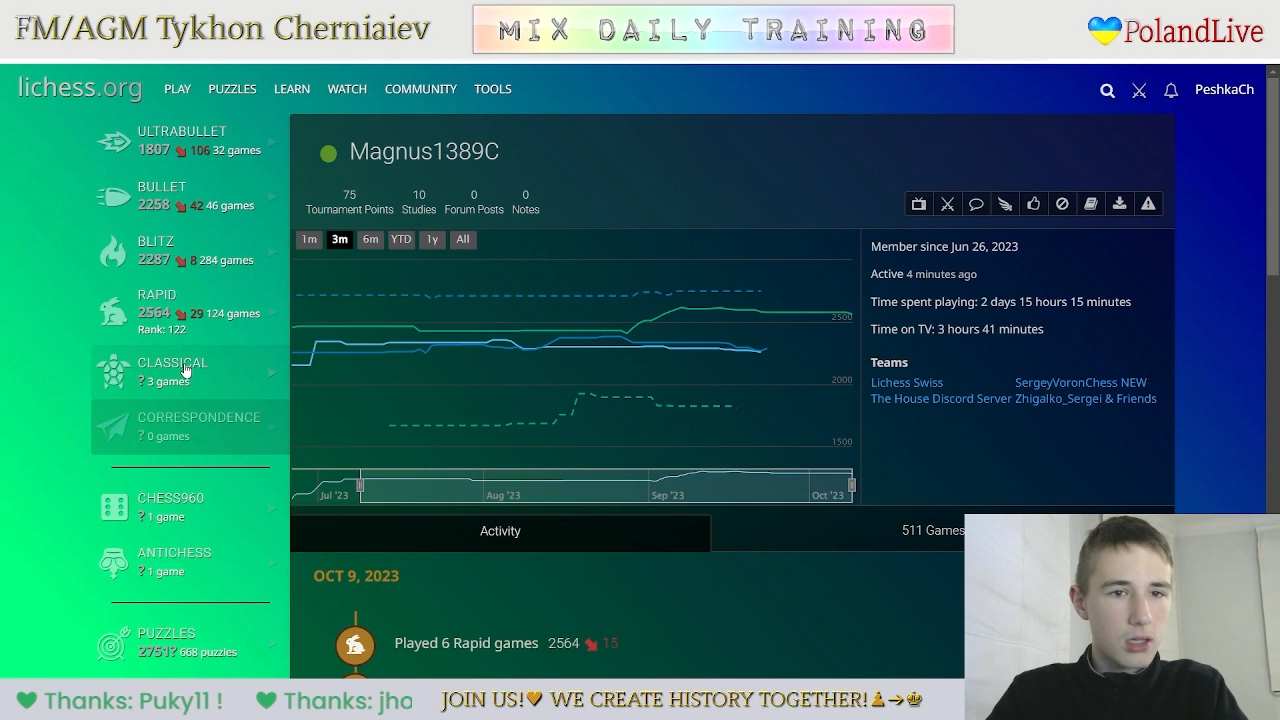 FM/AGM Tykhon Cherniaiev
MIX DAILY TRAINING
PolandLive
lichess.org
PLAY PUZZLES LEARN WATCH COMMUNITY TOOLS
PeshkaCh
ULTRABULLET
1807 106 32 games
BULLET
2258 42 46 games
BLITZ
2287 8 284 games
RAPID
2564 29 124 games
Rank: 122
CLASSICAL
? 3 games
CORRESPONDENCE
? 0 games
CHESS960
? 1 game
ANTICHESS
? 1 game
PUZZLES
2751? 668 puzzles
Magnus1389C
75 10 0 0
Tournament Points Studies Forum Posts Notes
1m 3m 6m YTD 1y All
2500
2000
1500
Jul '23 Aug '23 Sep '23 Oct '23
Member since Jun 26, 2023
Active 4 minutes ago
Time spent playing: 2 days 15 hours 15 minutes
Time on TV: 3 hours 41 minutes
Teams
Lichess Swiss SergeyVoronChess NEW
The House Discord Server Zhigalko_Sergei & Friends
Activity 511 Games
OCT 9, 2023
Played 6 Rapid games 2564 15
Thanks: Puky11 ! Thanks: jho
JOIN US! WE CREATE HISTORY TOGETHER!